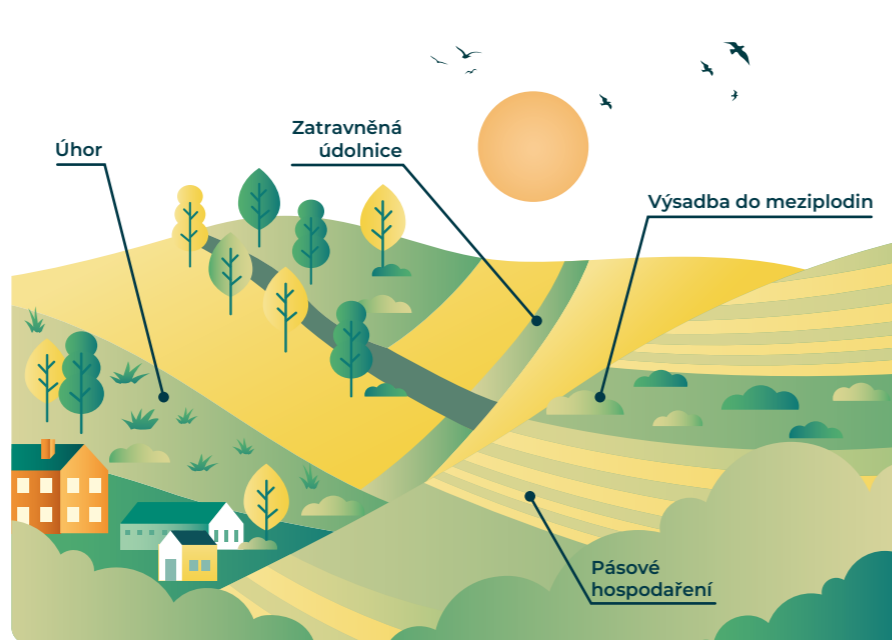 Úhor
Zatravněná
údolnice
Výsadba do meziplodin
Pásové
hospodaření